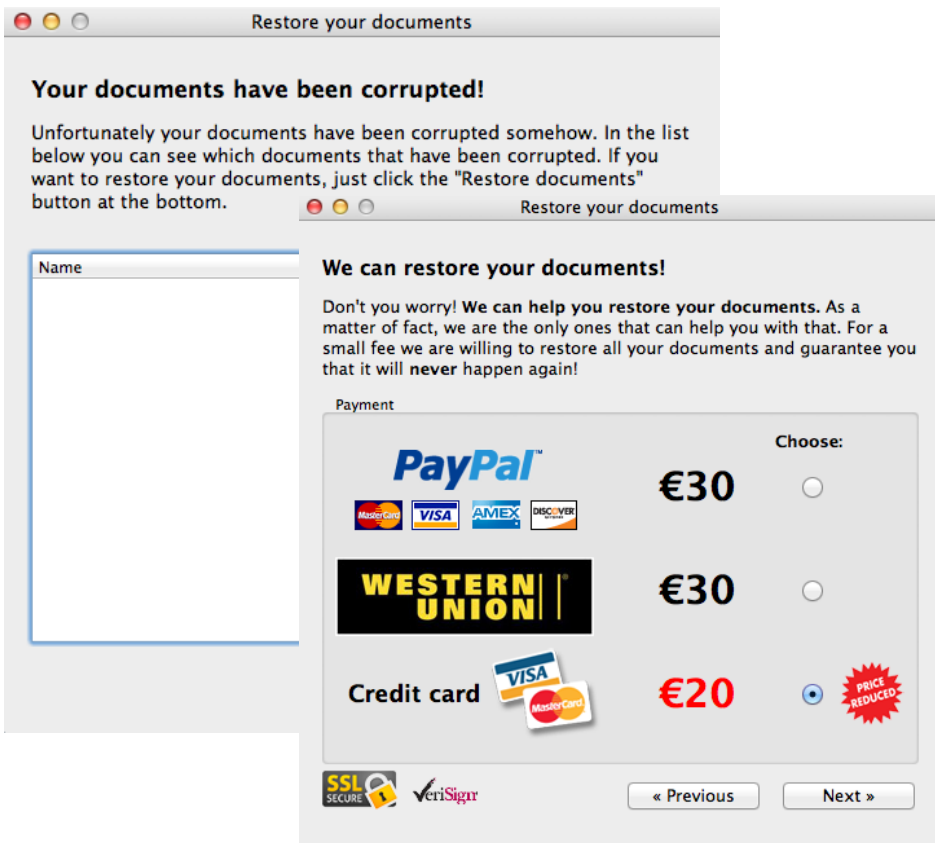 Restore your documents
Your documents have been corrupted!
Unfortunately your documents have been corrupted somehow. In the list
below you can see which documents that have been corrupted. If you
want to restore your documents, just click the "Restore documents"
button at the bottom.
Name
Restore your documents
We can restore your documents!
Don't you worry! We can help you restore your documents. As a
matter of fact, we are the only ones that can help you with that. For a
small fee we are willing to restore all your documents and guarantee you
that it will never happen again!
Payment
Choose:
PayPal™
€30
MasterCard VISA AMEX DISCOVER
WESTERN
UNION ®
€30
Credit card
VISA
MasterCard
€20
PRICE
REDUCED
SSL
SECURE
VeriSign
« Previous
Next »